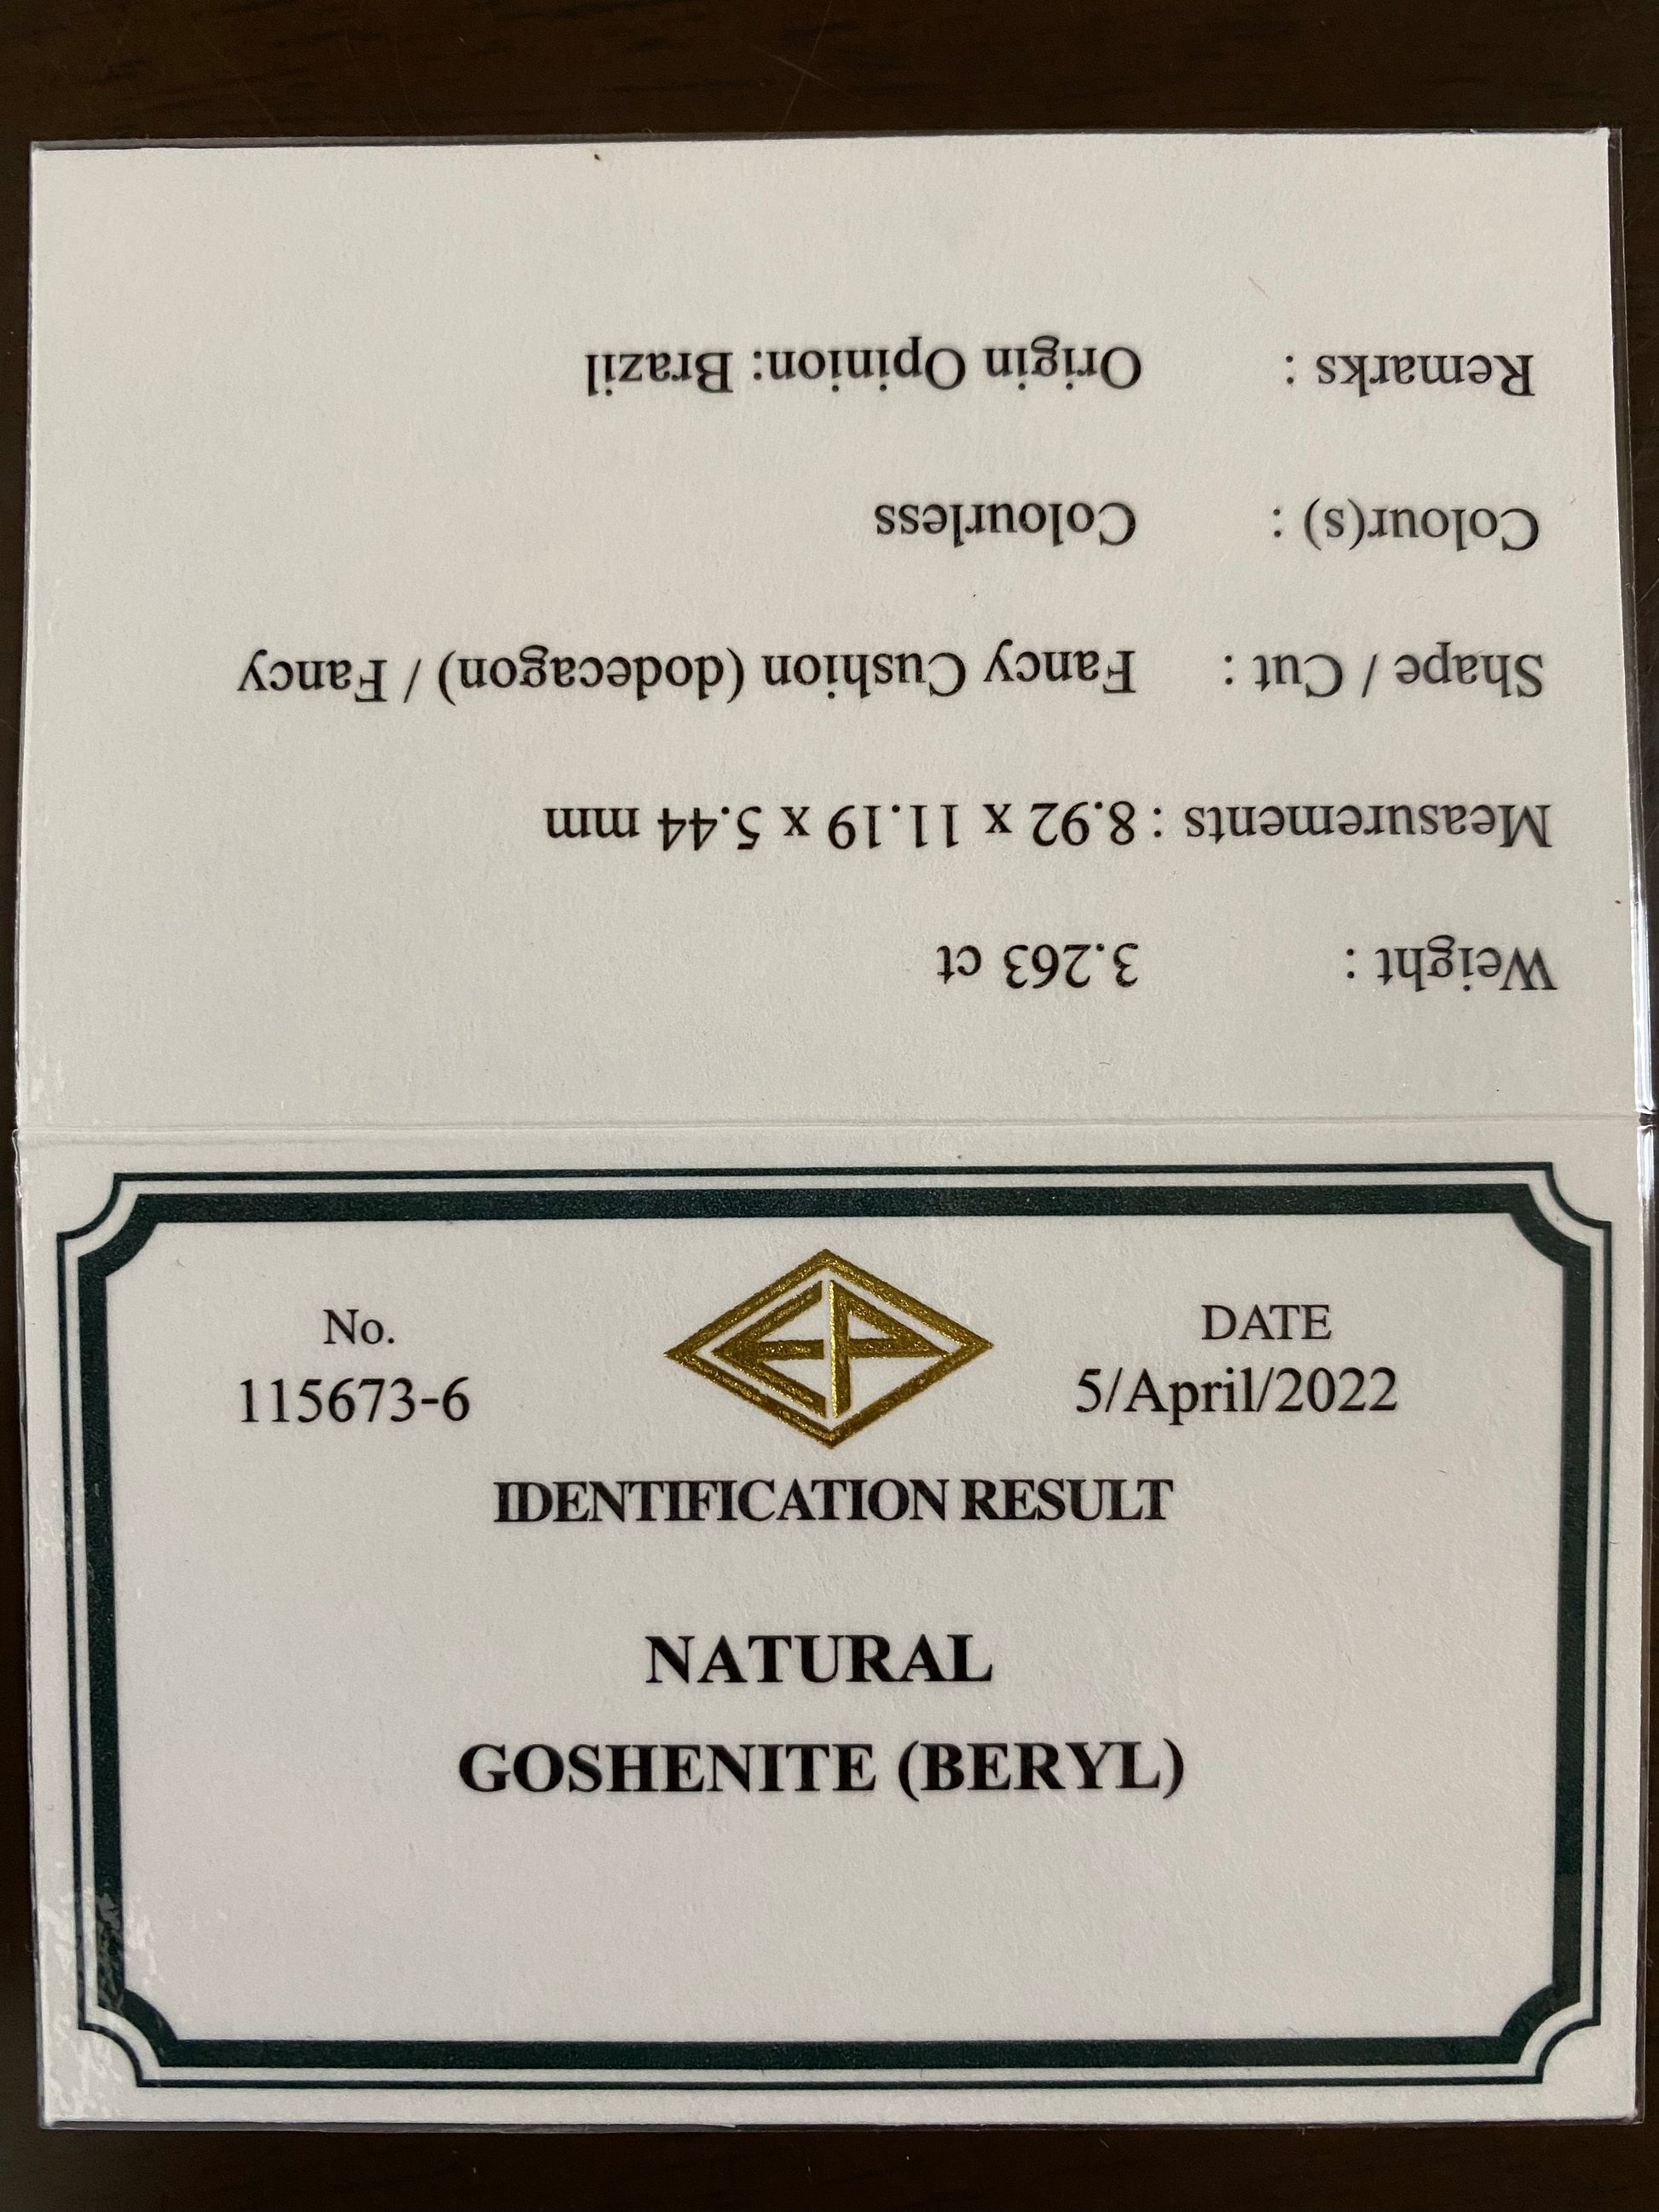 No.
115673-6
EP
DATE
5/April/2022
IDENTIFICATION RESULT
NATURAL
GOSHENITE (BERYL)
Weight : 3.263 ct
Measurements : 8.92 x 11.19 x 5.44 mm
Shape / Cut : Fancy Cushion (dodecagon) / Fancy
Colour(s) : Colourless
Remarks : Origin Opinion: Brazil